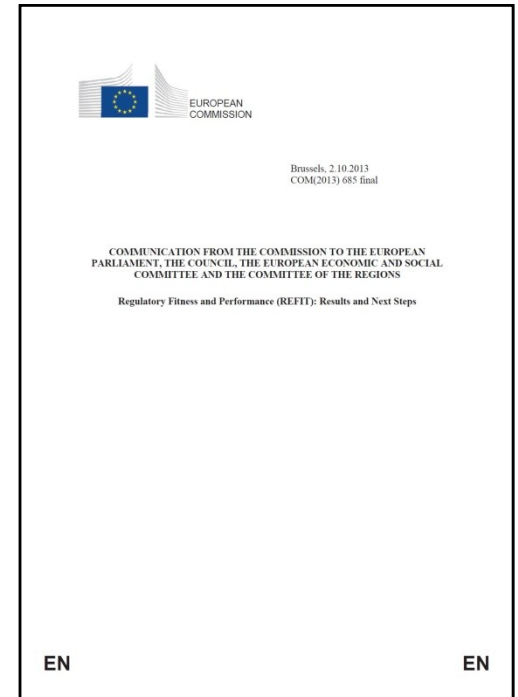 EUROPEAN
COMMISSION
Brussels, 2.10.2013
COM(2013) 685 final
COMMUNICATION FROM THE COMMISSION TO THE EUROPEAN
PARLIAMENT, THE COUNCIL, THE EUROPEAN ECONOMIC AND SOCIAL
COMMITTEE AND THE COMMITTEE OF THE REGIONS
Regulatory Fitness and Performance (REFIT): Results and Next Steps
EN EN